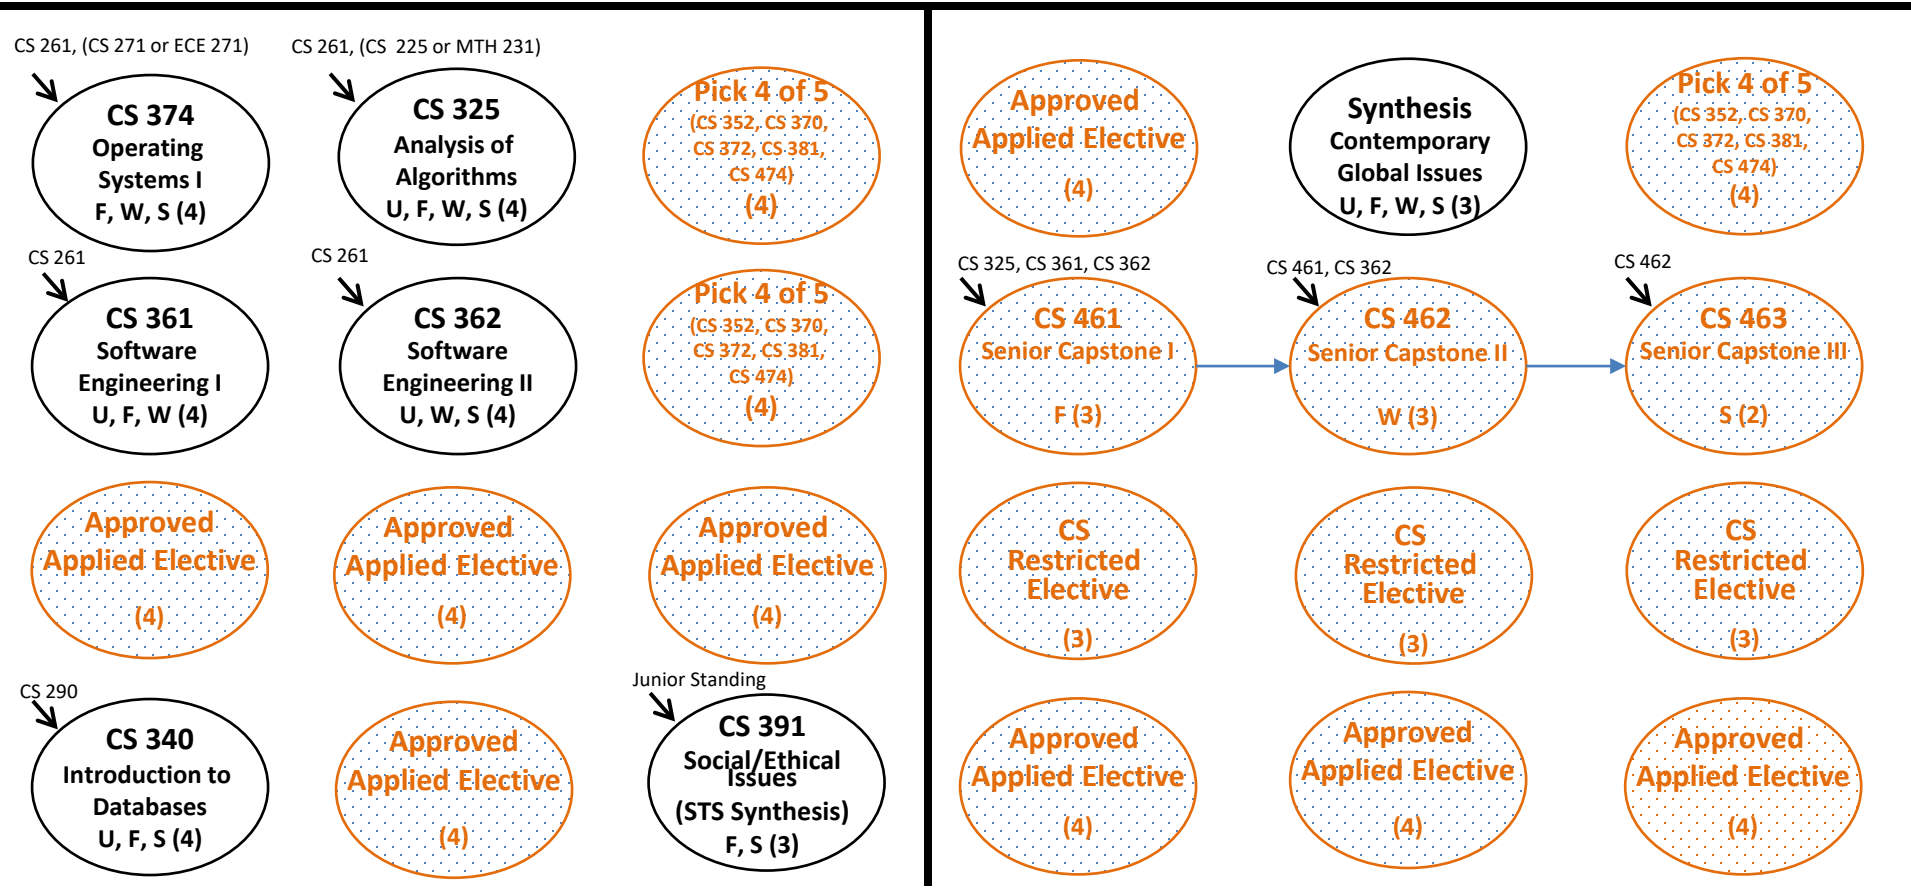 CS 261, (CS 271 or ECE 271)
CS 374
Operating
Systems I
F, W, S (4)
CS 261, (CS  225 or MTH 231)
CS 325
Analysis of
Algorithms
U, F, W, S (4)
Pick 4 of 5
(CS 352, CS 370,
CS 372, CS 381,
CS 474)
(4)
CS 261
CS 361
Software
Engineering I
U, F, W (4)
CS 261
CS 362
Software
Engineering II
U, W, S (4)
Pick 4 of 5
(CS 352, CS 370,
CS 372, CS 381,
CS 474)
(4)
Approved
Applied Elective
(4)
Approved
Applied Elective
(4)
Approved
Applied Elective
(4)
CS 290
CS 340
Introduction to
Databases
U, F, S (4)
Approved
Applied Elective
(4)
Junior Standing
CS 391
Social/Ethical
Issues
(STS Synthesis)
F, S (3)
Approved
Applied Elective
(4)
Synthesis
Contemporary
Global Issues
U, F, W, S (3)
Pick 4 of 5
(CS 352, CS 370,
CS 372, CS 381,
CS 474)
(4)
CS 325, CS 361, CS 362
CS 461
Senior Capstone I
F (3)
CS 461, CS 362
CS 462
Senior Capstone II
W (3)
CS 462
CS 463
Senior Capstone III
S (2)
CS
Restricted
Elective
(3)
CS
Restricted
Elective
(3)
CS
Restricted
Elective
(3)
Approved
Applied Elective
(4)
Approved
Applied Elective
(4)
Approved
Applied Elective
(4)